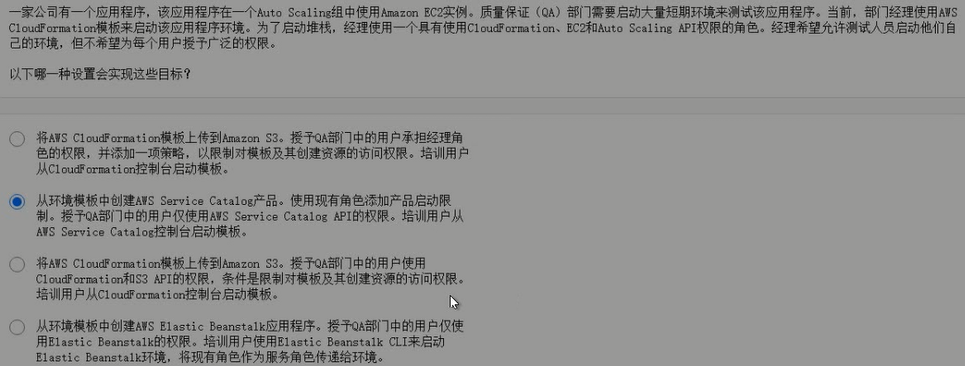 一家公司有一个应用程序，该应用程序在一个Auto Scaling组中使用Amazon EC2实例。质量保证（QA）部门需要启动大量短期环境来测试该应用程序。当前，部门经理使用AWS
CloudFormation模板来启动该应用程序环境。为了启动堆栈，经理使用一个具有使用CloudFormation、EC2和Auto Scaling API权限的角色。经理希望允许测试人员启动他们自
己的环境，但不希望为每个用户授予广泛的权限。
以下哪一种设置会实现这些目标？
将AWS CloudFormation模板上传到Amazon S3。授予QA部门中的用户承担经理角
色的权限，并添加一项策略，以限制对模板及其创建资源的访问权限。培训用户
从CloudFormation控制台启动模板。
从环境模板中创建AWS Service Catalog产品。使用现有角色添加产品启动限
制。授予QA部门中的用户仅使用AWS Service Catalog API的权限。培训用户从
AWS Service Catalog控制台启动模板。
将AWS CloudFormation模板上传到Amazon S3。授予QA部门中的用户使用
CloudFormation和S3 API的权限，条件是限制对模板及其创建资源的访问权限。
培训用户从CloudFormation控制台启动模板。
从环境模板中创建AWS Elastic Beanstalk应用程序。授予QA部门中的用户仅使
用Elastic Beanstalk的权限。培训用户使用Elastic Beanstalk CLI来启动
Elastic Beanstalk环境，将现有角色作为服务角色传递给环境。